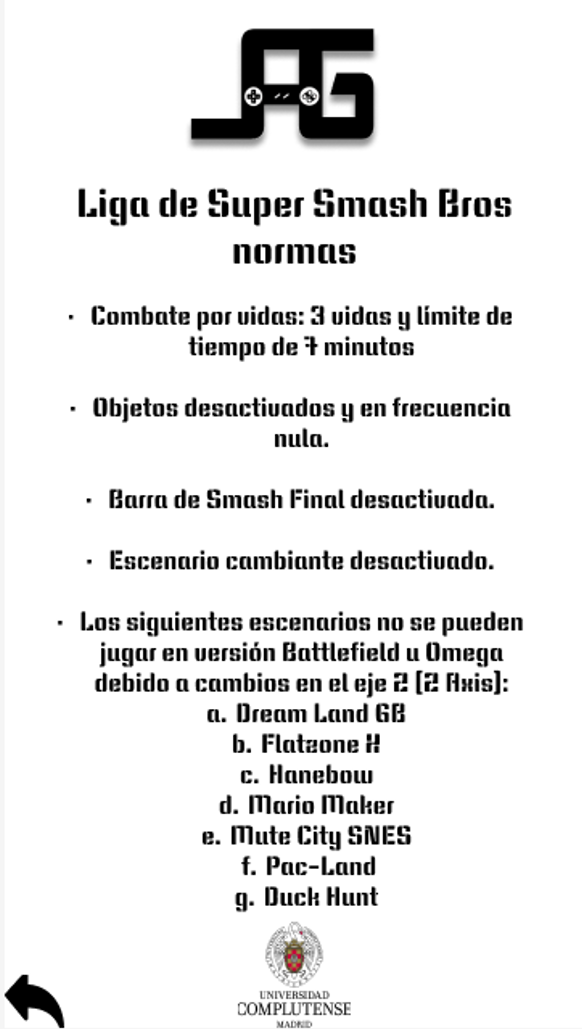 JAG
Liga de Super Smash Bros
normas
· Combate por vidas: 3 vidas y límite de
tiempo de 7 minutos
· Objetos desactivados y en frecuencia
nula.
· Barra de Smash Final desactivada.
· Escenario cambiante desactivado.
· Los siguientes escenarios no se pueden
jugar en versión Battlefield u Omega
debido a cambios en el eje Z (Z Axis):
a. Dream Land GB
b. Flatzone X
c. Hanebow
d. Mario Maker
e. Mute City SNES
f. Pac-Land
g. Duck Hunt
UNIVERSIDAD
COMPLUTENSE
MADRID